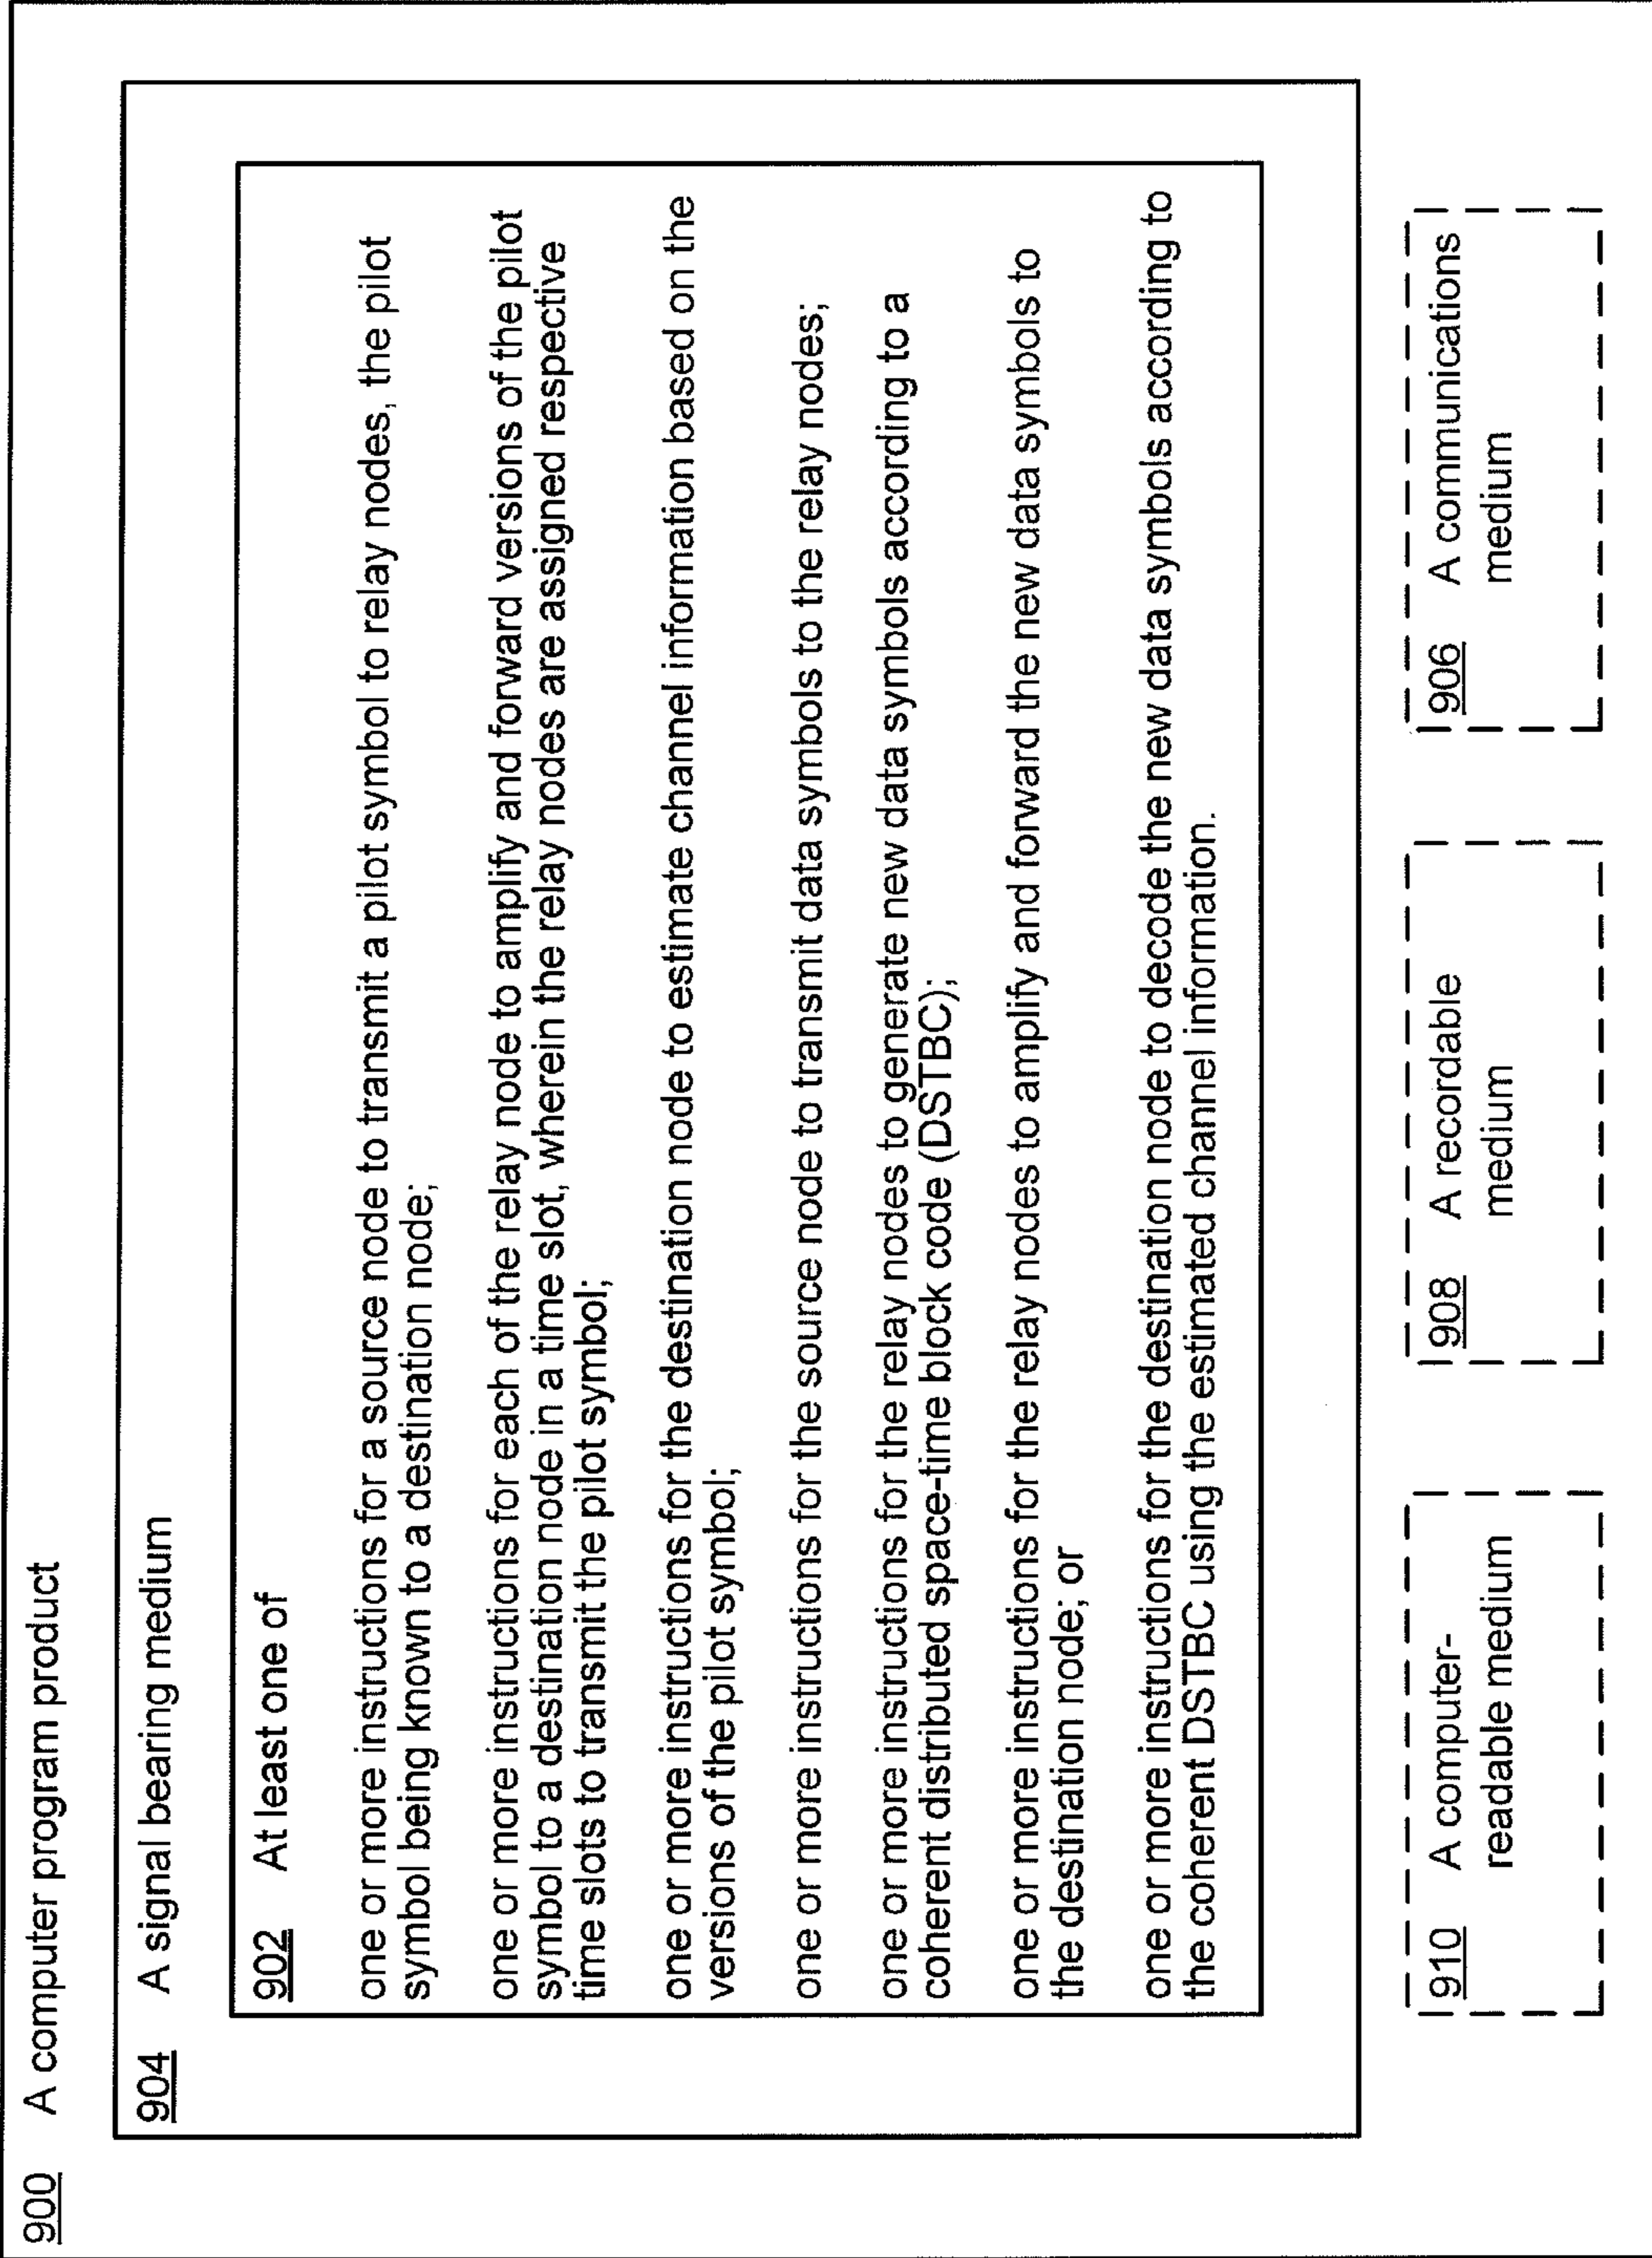 900 A computer program product
904 A signal bearing medium
902 At least one of
one or more instructions for a source node to transmit a pilot symbol to relay nodes, the pilot
symbol being known to a destination node;
one or more instructions for each of the relay node to amplify and forward versions of the pilot
symbol to a destination node in a time slot, wherein the relay nodes are assigned respective
time slots to transmit the pilot symbol;
one or more instructions for the destination node to estimate channel information based on the
versions of the pilot symbol;
one or more instructions for the source node to transmit data symbols to the relay nodes;
one or more instructions for the relay nodes to generate new data symbols according to a
coherent distributed space-time block code (DSTBC);
one or more instructions for the relay nodes to amplify and forward the new data symbols to
the destination node; or
one or more instructions for the destination node to decode the new data symbols according to
the coherent DSTBC using the estimated channel information.
910 A computer-
readable medium
908 A recordable
medium
906 A communications
medium